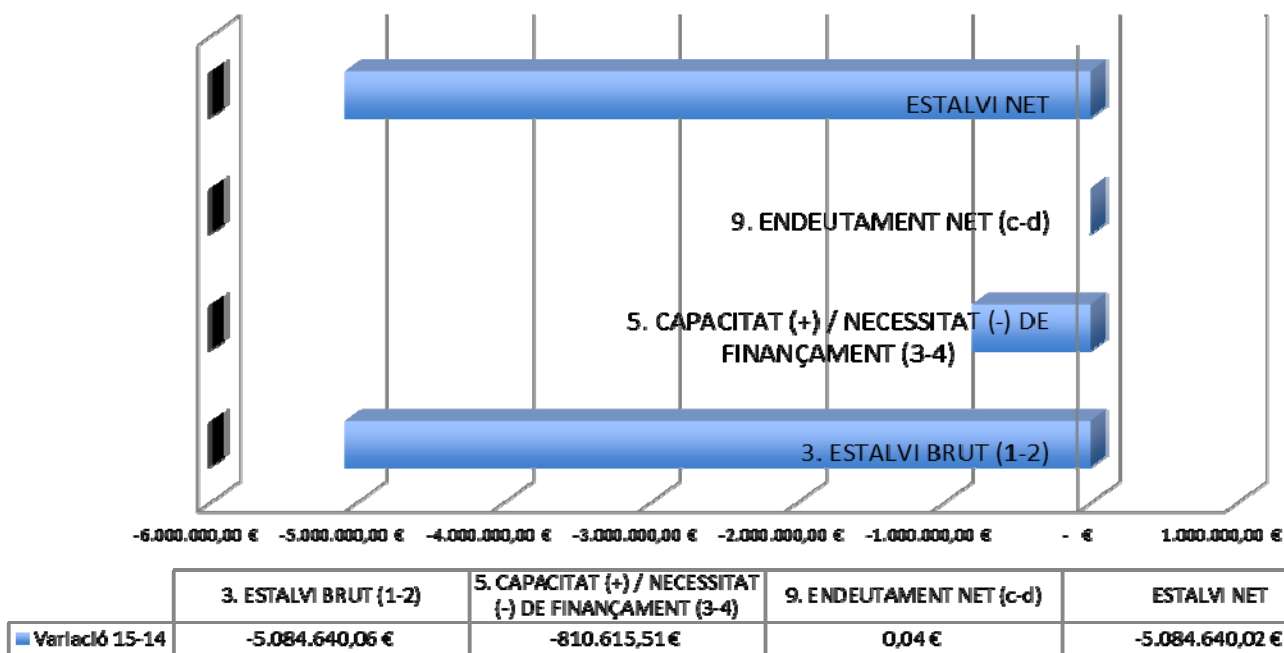 ESTALVI NET
9. ENDEUTAMENT NET (c-d)
5. CAPACITAT (+) / NECESSITAT (-) DE
FINANÇAMENT (3-4)
3. ESTALVI BRUT (1-2)
-6.000.000,00 € -5.000.000,00 € -4.000.000,00 € -3.000.000,00 € -2.000.000,00 € -1.000.000,00 € - € 1.000.000,00 €
3. ESTALVI BRUT (1-2) 5. CAPACITAT (+) / NECESSITAT (-) DE FINANÇAMENT (3-4) 9. ENDEUTAMENT NET (c-d) ESTALVI NET
Variació 15-14 -5.084.640,06 € -810.615,51 € 0,04 € -5.084.640,02 €